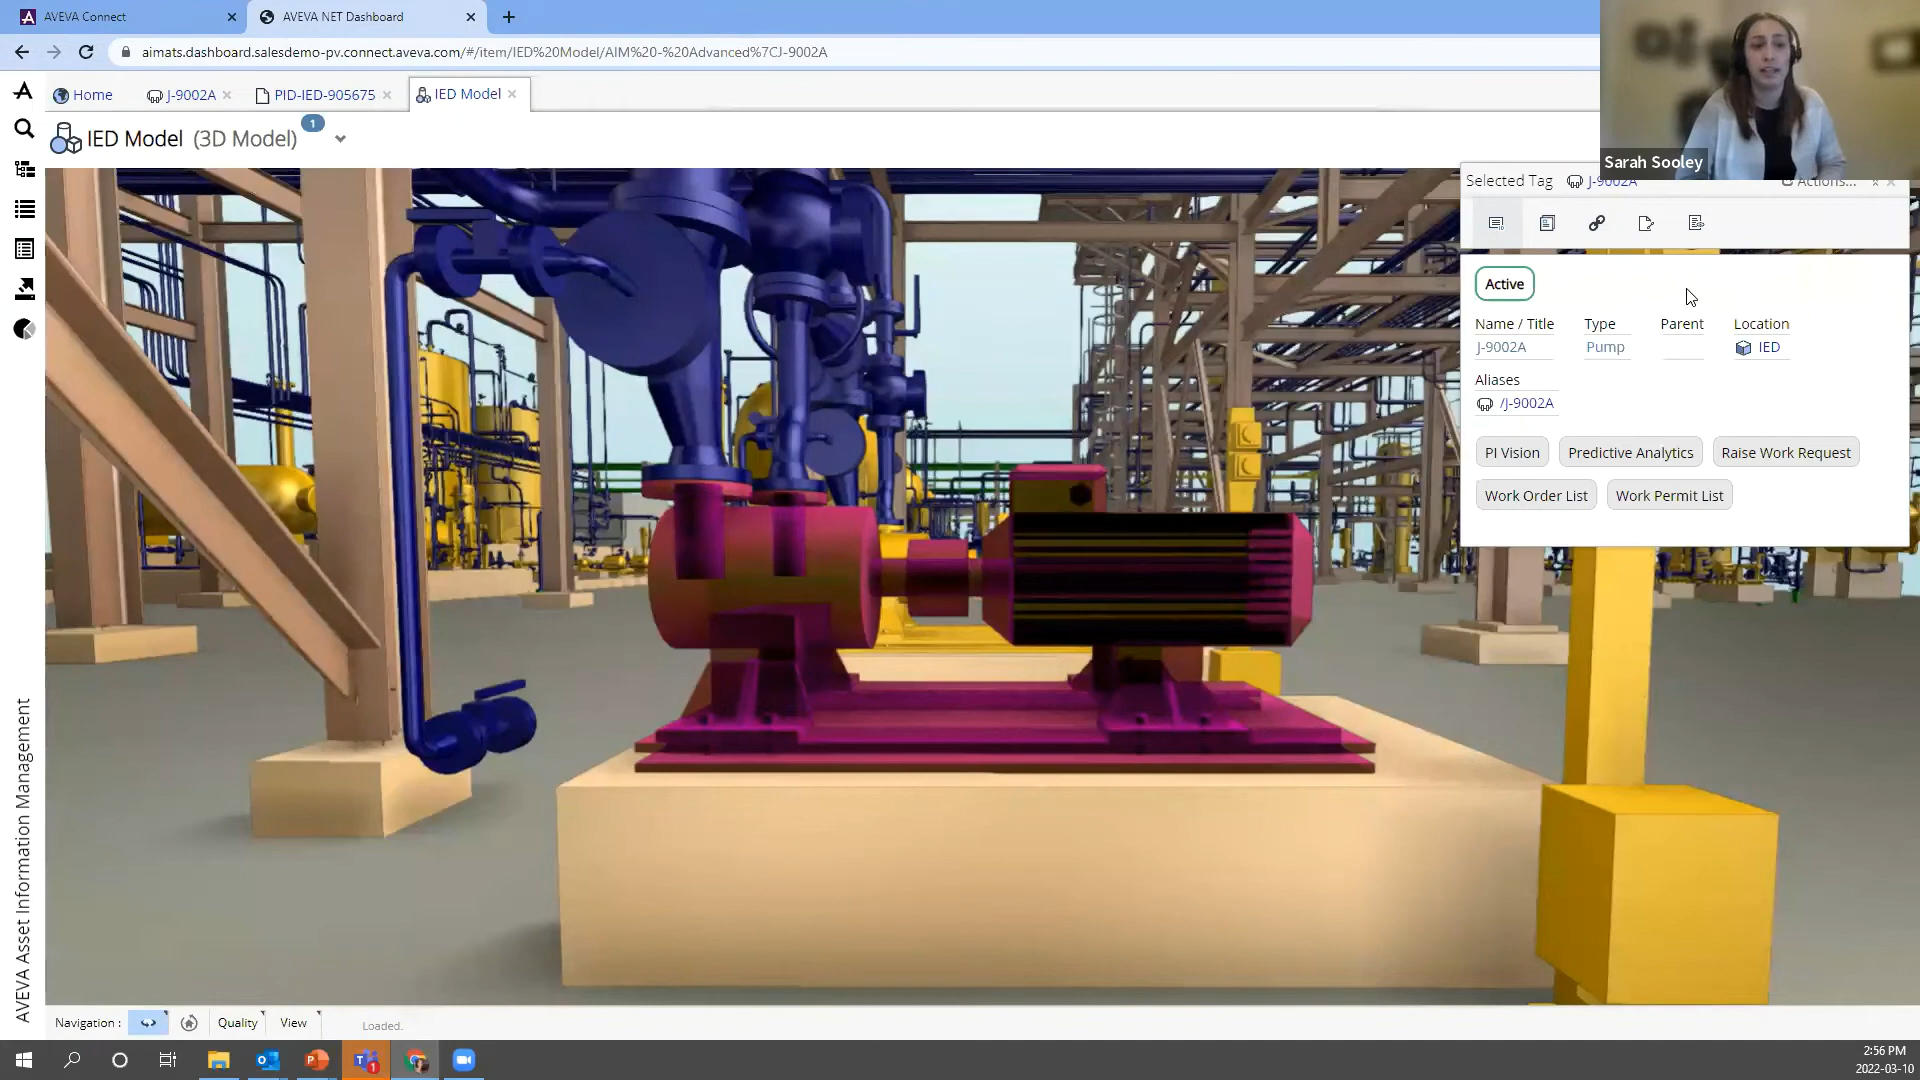 AVEVA Connect
AVEVA NET Dashboard
aimats.dashboard.salesdemo-pv.connect.aveva.com/#/item/IED%20Model/AIM%20-%20Advanced%7CJ-9002A
Home
J-9002A
PID-IED-905675
IED Model
IED Model (3D Model)
1
Sarah Sooley
Selected Tag J-9002A Actions...
Active
Name / Title Type Parent Location
J-9002A Pump IED
Aliases
/J-9002A
PI Vision Predictive Analytics Raise Work Request
Work Order List Work Permit List
AVEVA Asset Information Management
Navigation : Quality View Loaded.
1
2:56 PM
2022-03-10